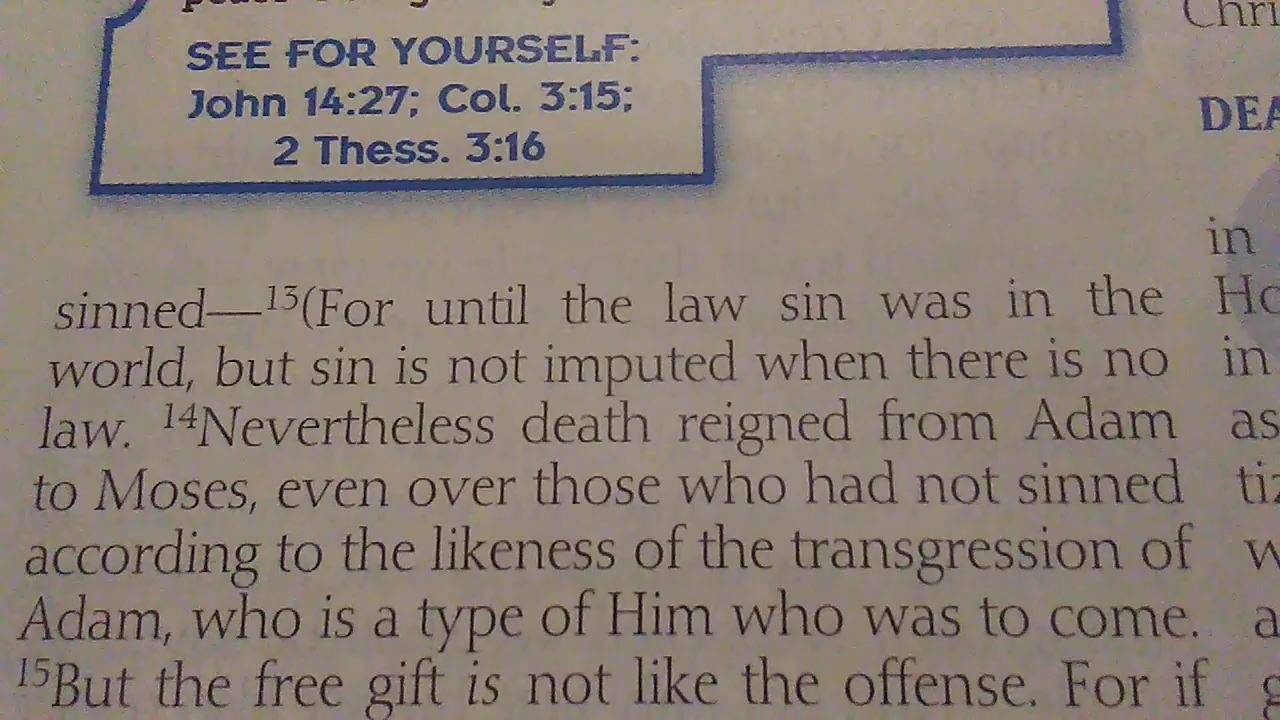 SEE FOR YOURSELF:
John 14:27; Col. 3:15;
2 Thess. 3:16
sinned—¹³(For until the law sin was in the
world, but sin is not imputed when there is no
law. ¹⁴Nevertheless death reigned from Adam
to Moses, even over those who had not sinned
according to the likeness of the transgression of
Adam, who is a type of Him who was to come.
¹⁵But the free gift is not like the offense. For if
in
in
as